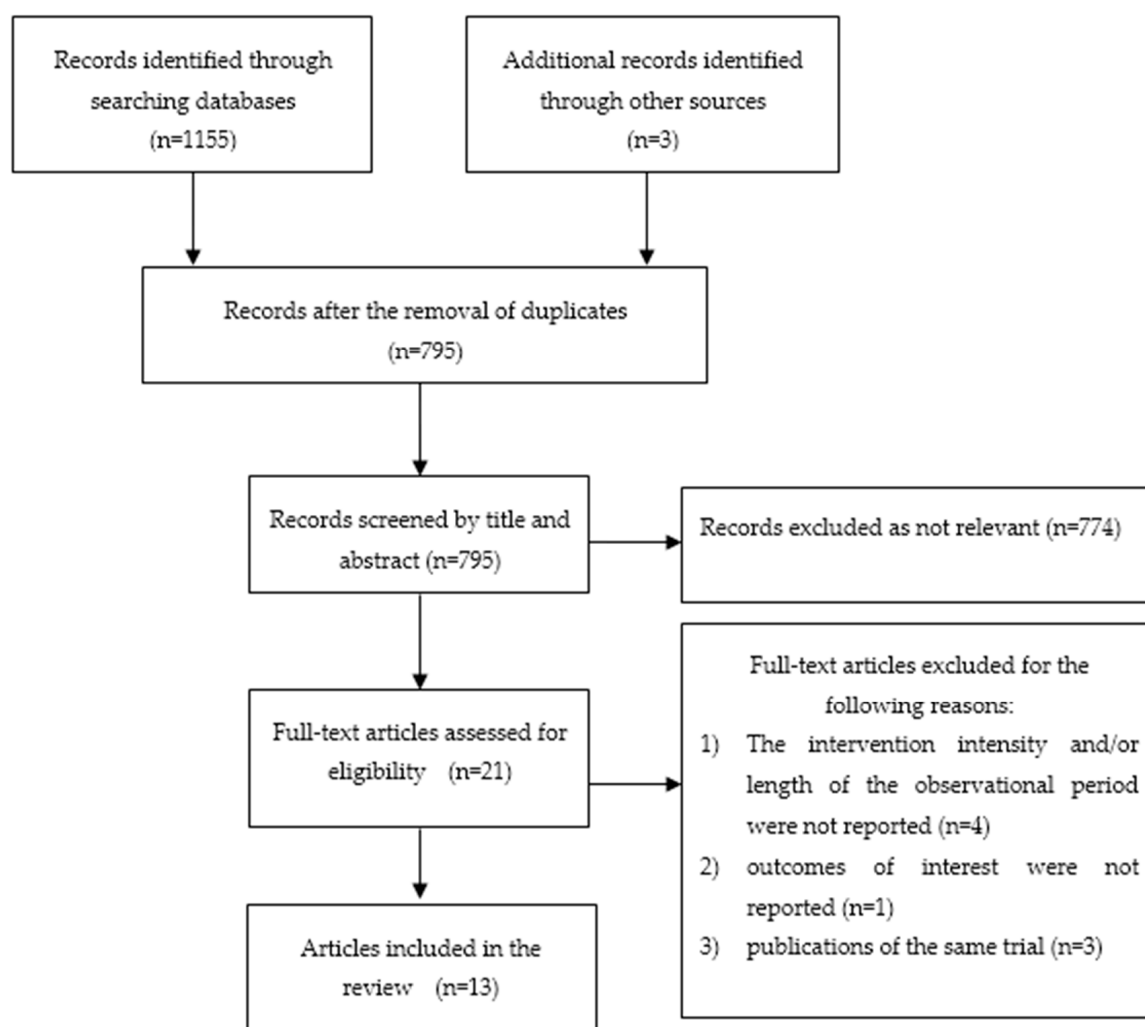 Records identified through
searching databases
(n=1155)
Additional records identified
through other sources
(n=3)
Records after the removal of duplicates
(n=795)
Records screened by title and
abstract (n=795)
Records excluded as not relevant (n=774)
Full-text articles assessed for
eligibility (n=21)
Full-text articles excluded for the
following reasons:
1) The intervention intensity and/or
length of the observational period
were not reported (n=4)
2) outcomes of interest were not
reported (n=1)
3) publications of the same trial (n=3)
Articles included in the
review (n=13)